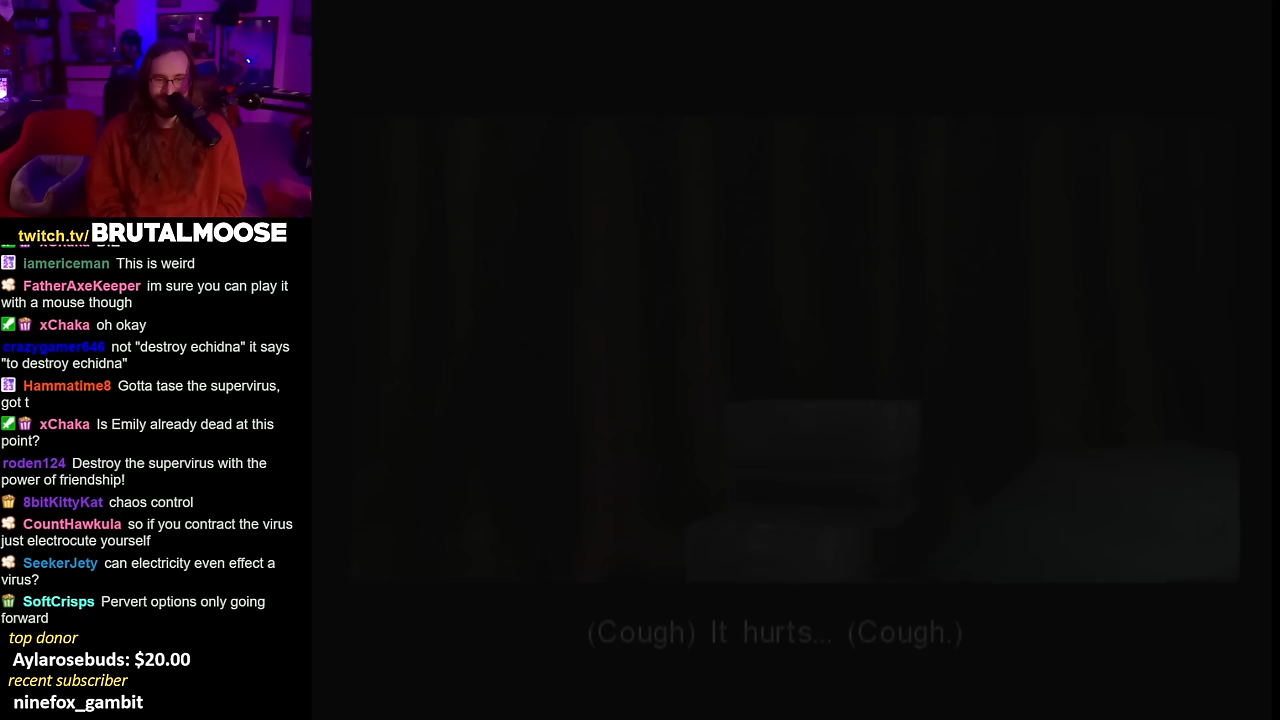 twitch.tv/BRUTALMOOSE
iamericeman This is weird
FatherAxeKeeper im sure you can play it
with a mouse though
xChaka oh okay
crazygamer646 not "destroy echidna" it says
"to destroy echidna"
Hammatime8 Gotta tase the supervirus,
got t
xChaka Is Emily already dead at this
point?
roden124 Destroy the supervirus with the
power of friendship!
8bitKittyKat chaos control
CountHawkula so if you contract the virus
just electrocute yourself
SeekerJety can electricity even effect a
virus?
SoftCrisps Pervert options only going
forward
top donor
Aylarosebuds: $20.00
recent subscriber
ninefox_gambit
(Cough) It hurts... (Cough.)